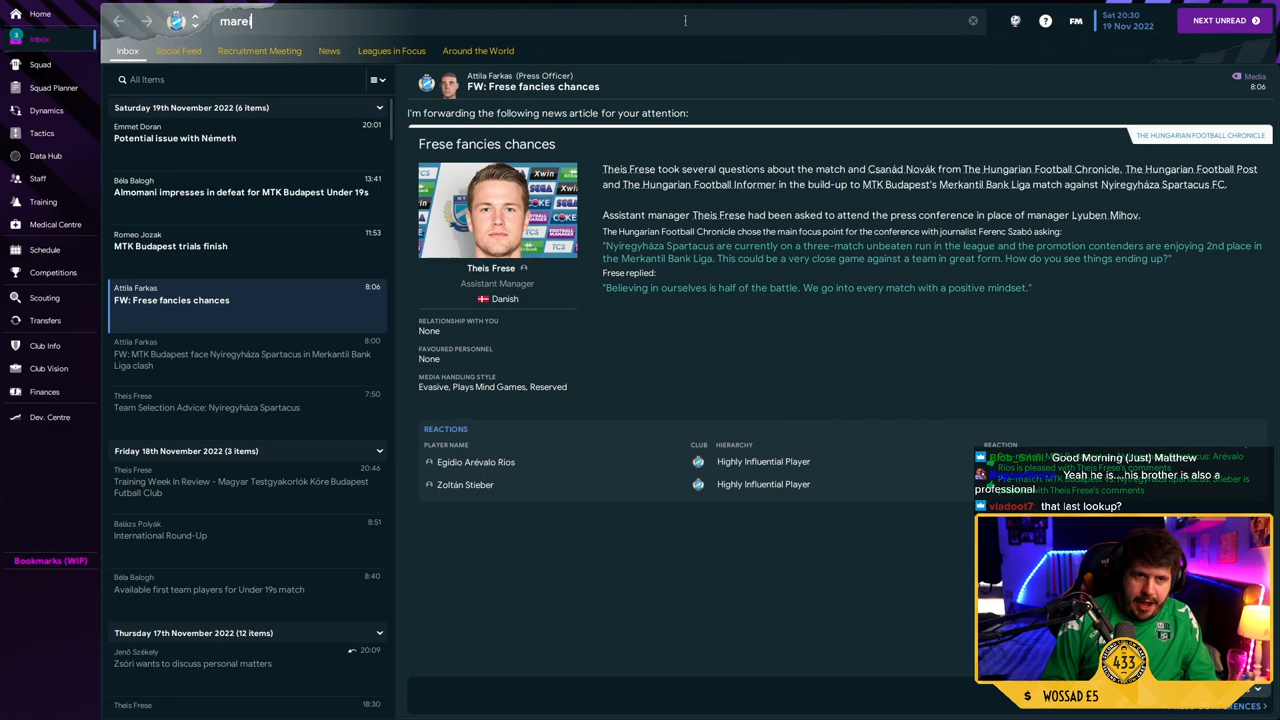 Home
3
Inbox
Squad
Squad Planner
Dynamics
Tactics
Data Hub
Staff
Training
Medical Centre
Schedule
Competitions
Scouting
Transfers
Club Info
Club Vision
Finances
Dev. Centre
Bookmarks (WIP)
marei
FM
Sat 20:30
19 Nov 2022
NEXT UNREAD >
Inbox
Social Feed
Recruitment Meeting
News
Leagues in Focus
Around the World
All Items
Saturday 19th November 2022 (6 items)
Emmet Doran
20:01
Potential issue with Németh
Béla Balogh
13:41
Almomani impresses in defeat for MTK Budapest Under 19s
Romeo Jozak
11:53
MTK Budapest trials finish
Attila Farkas
8:06
FW: Frese fancies chances
Attila Farkas
8:00
FW: MTK Budapest face Nyíregyháza Spartacus in Merkantil Bank
Liga clash
Theis Frese
7:50
Team Selection Advice: Nyíregyháza Spartacus
Friday 18th November 2022 (3 items)
Theis Frese
20:46
Training Week In Review - Magyar Testgyakorlók Köre Budapest
Futball Club
Balázs Polyák
8:51
International Round-Up
Béla Balogh
8:40
Available first team players for Under 19s match
Thursday 17th November 2022 (12 items)
Jenő Székely
20:09
Zsóri wants to discuss personal matters
Theis Frese
18:30
Attila Farkas (Press Officer)
FW: Frese fancies chances
Media
8:06
I'm forwarding the following news article for your attention:
THE HUNGARIAN FOOTBALL CHRONICLE
Frese fancies chances
SEGA
COKE
Theis Frese
Assistant Manager
Danish
RELATIONSHIP WITH YOU
None
FAVOURED PERSONNEL
None
MEDIA HANDLING STYLE
Evasive, Plays Mind Games, Reserved
Theis Frese took several questions about the match and Csanád Novák from The Hungarian Football Chronicle, The Hungarian Football Post
and The Hungarian Football Informer in the build-up to MTK Budapest's Merkantil Bank Liga match against Nyíregyháza Spartacus FC.
Assistant manager Theis Frese had been asked to attend the press conference in place of manager Lyuben Mihov.
The Hungarian Football Chronicle chose the main focus point for the conference with journalist Ferenc Szabó asking:
"Nyíregyháza Spartacus are currently on a three-match unbeaten run in the league and the promotion contenders are enjoying 2nd place in
the Merkantil Bank Liga. This could be a very close game against a team in great form. How do you see things ending up?"
Frese replied:
"Believing in ourselves is half of the battle. We go into every match with a positive mindset."
REACTIONS
PLAYER NAME
CLUB
HIERARCHY
REACTION
Egidio Arévalo Ríos
Highly Influential Player
Zoltán Stieber
Highly Influential Player
Good Morning (Just) Matthew
Yeah he is...his brother is also a
professional
viadoot7: that last lookup?
433
$ WOSSAD £5
PRESS CONFERENCES >